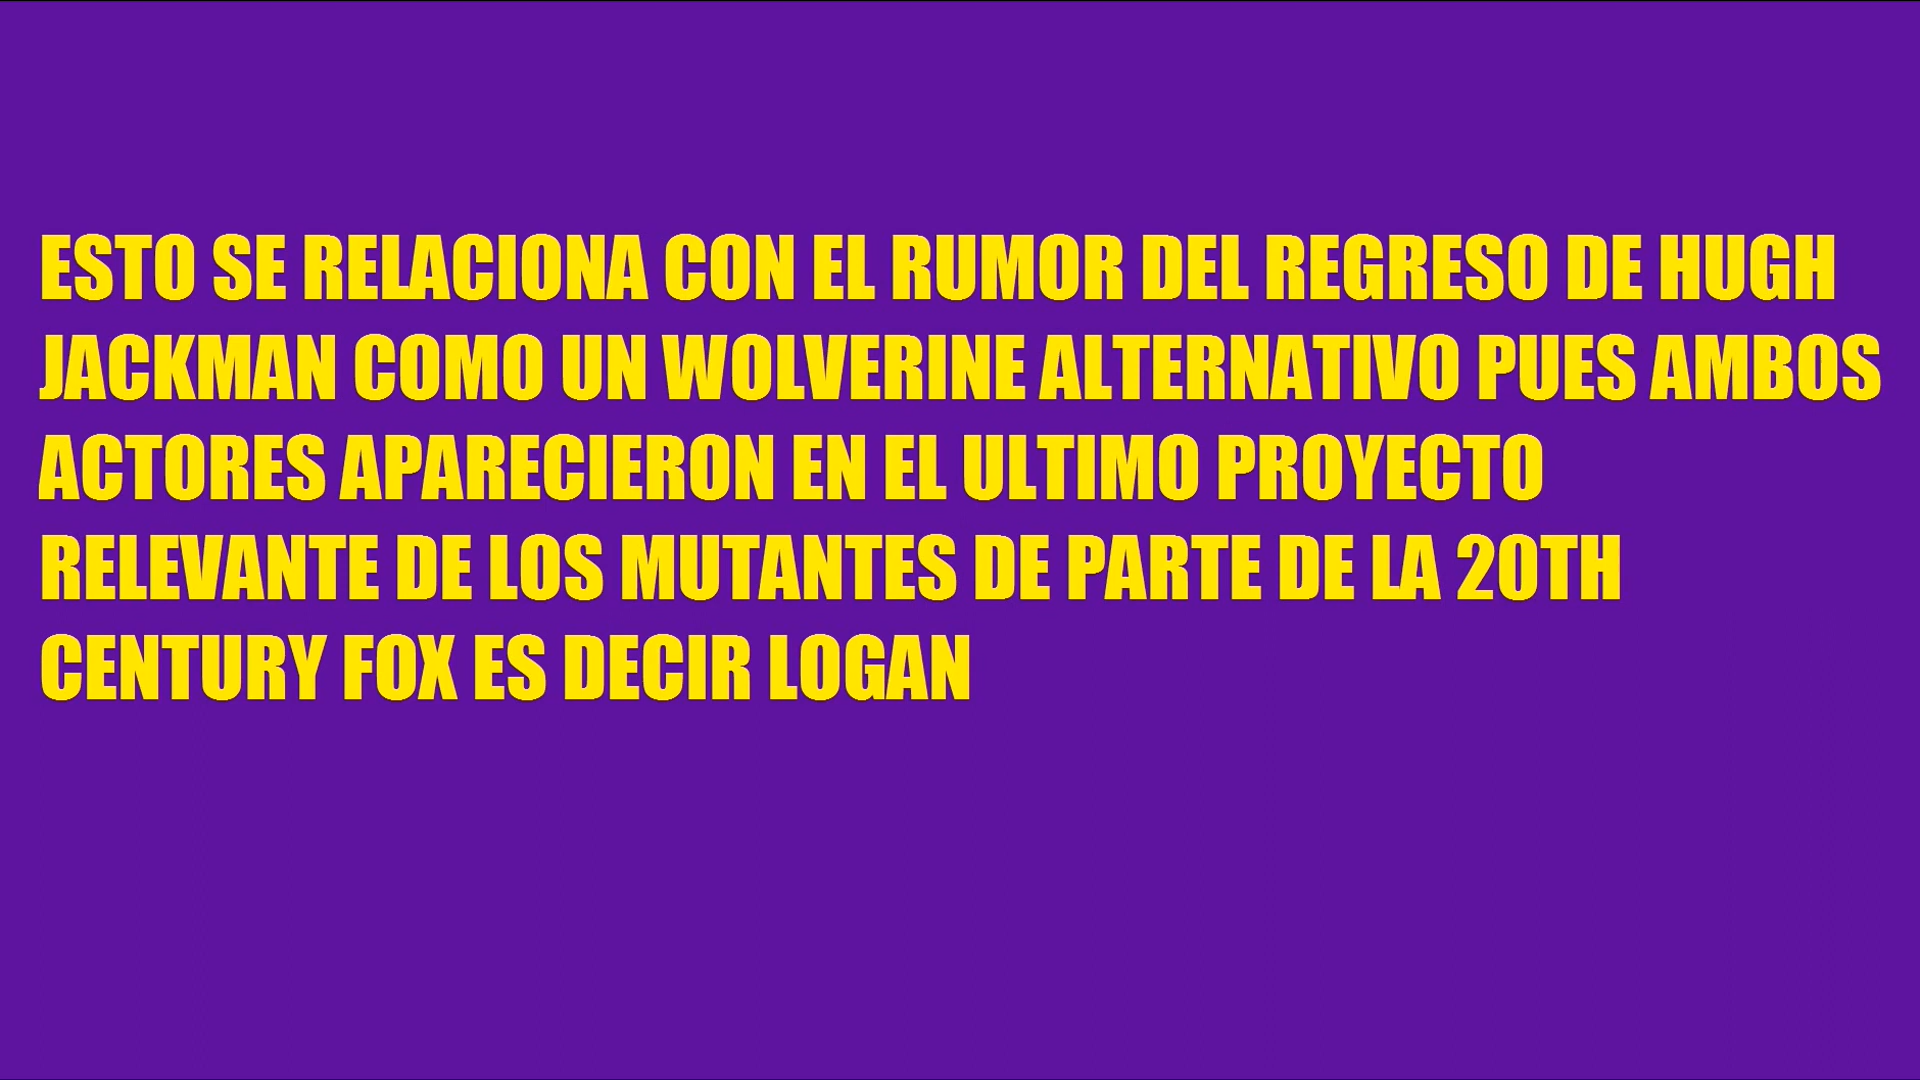 ESTO SE RELACIONA CON EL RUMOR DEL REGRESO DE HUGH
JACKMAN COMO UN WOLVERINE ALTERNATIVO PUES AMBOS
ACTORES APARECIERON EN EL ULTIMO PROYECTO
RELEVANTE DE LOS MUTANTES DE PARTE DE LA 20TH
CENTURY FOX ES DECIR LOGAN